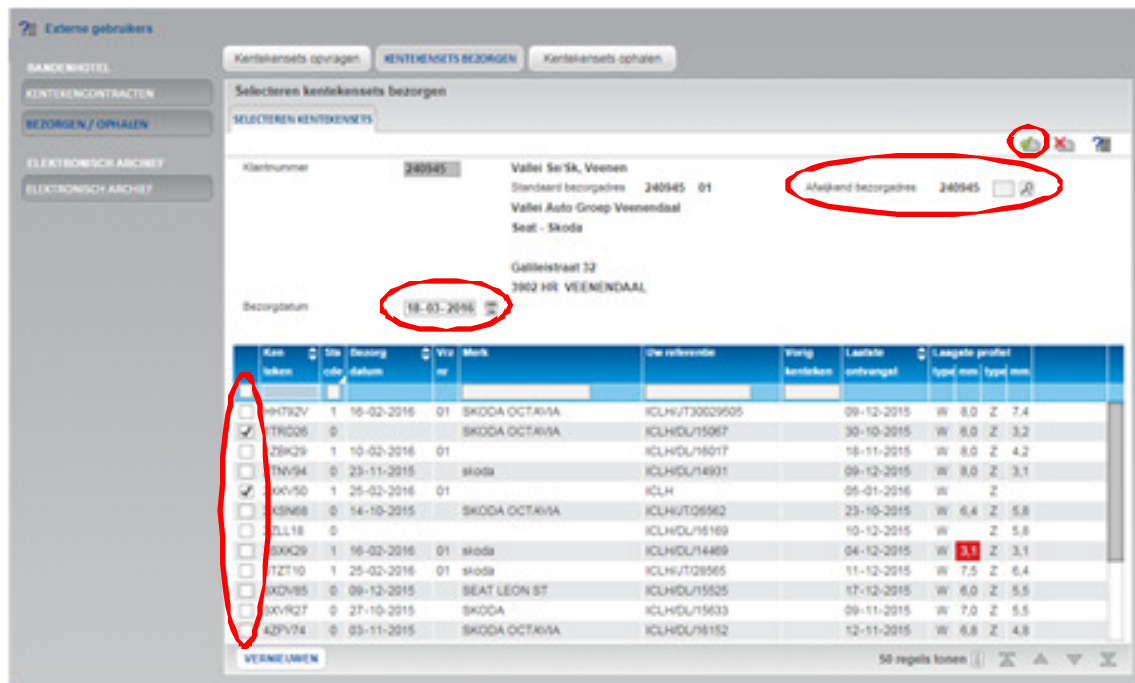 Externe gebruikers
BANDENHOTEL
KENTEKENCONTRACTEN
BEZORGEN / OPHALEN
ELEKTRONISCH ARCHIEF
ELEKTRONISCH ARCHIEF
Kentekensets opvragen KENTEKENSETS BEZORGEN Kentekensets ophalen
Selecteren kentekensets bezorgen
SELECTEREN KENTEKENSETS
Klantnummer 240945 Vallei Se/Sk, Veenen
Standaard bezorgadres 240945 01 Afwijkend bezorgadres 240945
Vallei Auto Groep Veenendaal
Seat - Skoda
Galileistraat 32
3902 HR VEENENDAAL
Bezorgdatum 18-03-2016
Ken teken Sta cde Bezorg datum Vrz nr Merk Uw referentie Vorig kenteken Laatste ontvangst Laagste profiel type mm type mm
HH792V 1 16-02-2016 01 SKODA OCTAVIA ICLH/JT30029505 09-12-2015 W 8,0 Z 7,4
1TRD26 0 SKODA OCTAVIA ICLH/DL/15067 30-10-2015 W 6,0 Z 3,2
1 10-02-2016 01 ICLH/DL/16017 18-11-2015 W 8,0 Z 4,2
0 23-11-2015 skoda ICLH/DL/14931 09-12-2015 W 8,0 Z 3,1
1 25-02-2016 01 ICLH 05-01-2016 W Z
0 14-10-2015 SKODA OCTAVIA ICLH/JT/26562 23-10-2015 W 6,4 Z 5,8
0 ICLH/DL/16169 10-12-2015 W Z 5,8
1 16-02-2016 01 skoda ICLH/DL/14469 04-12-2015 W 3,1 Z 3,1
1 25-02-2016 01 skoda ICLH/JT/28565 11-12-2015 W 7,5 Z 6,4
0 09-12-2015 SEAT LEON ST ICLH/DL/15525 17-12-2015 W 6,0 Z 5,5
0 27-10-2015 SKODA ICLH/DL/15633 09-11-2015 W 7,0 Z 5,5
4ZPV74 0 03-11-2015 SKODA OCTAVIA ICLH/DL/16152 12-11-2015 W 6,8 Z 4,8
VERNIEUWEN 50 regels tonen